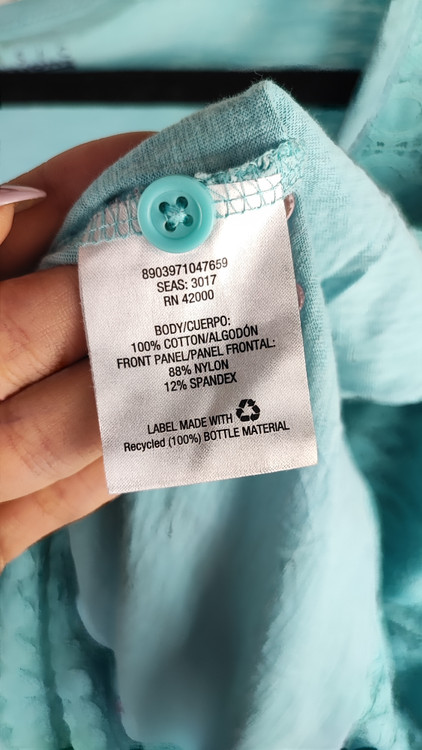 8903971047659
SEAS: 3017
RN 42000
BODY/CUERPO:
100% COTTON/ALGODÓN
FRONT PANEL/PANEL FRONTAL:
88% NYLON
12% SPANDEX
LABEL MADE WITH
Recycled (100%) BOTTLE MATERIAL